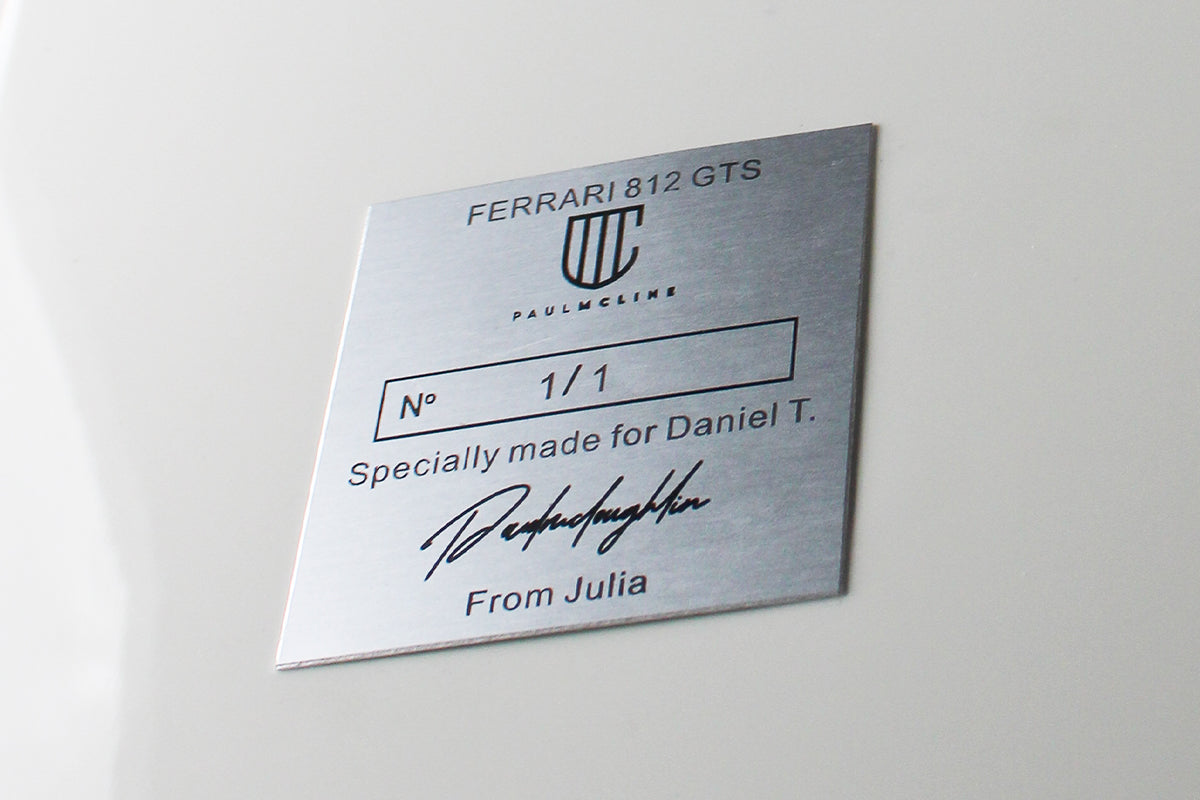 FERRARI 812 GTS
PAULMCLINE
Nº 1/1
Specially made for Daniel T.
From Julia